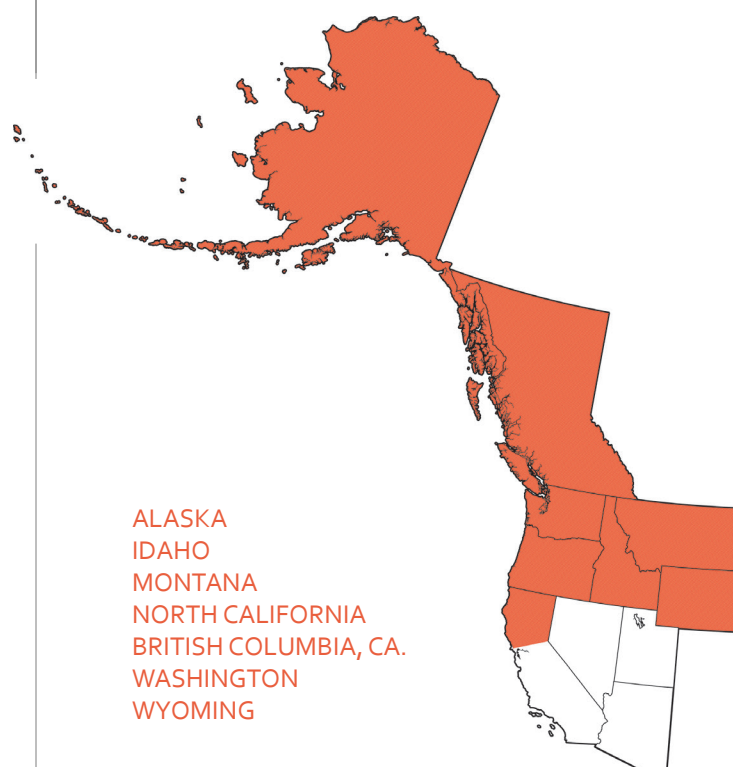 ALASKA
IDAHO
MONTANA
NORTH CALIFORNIA
BRITISH COLUMBIA, CA.
WASHINGTON
WYOMING